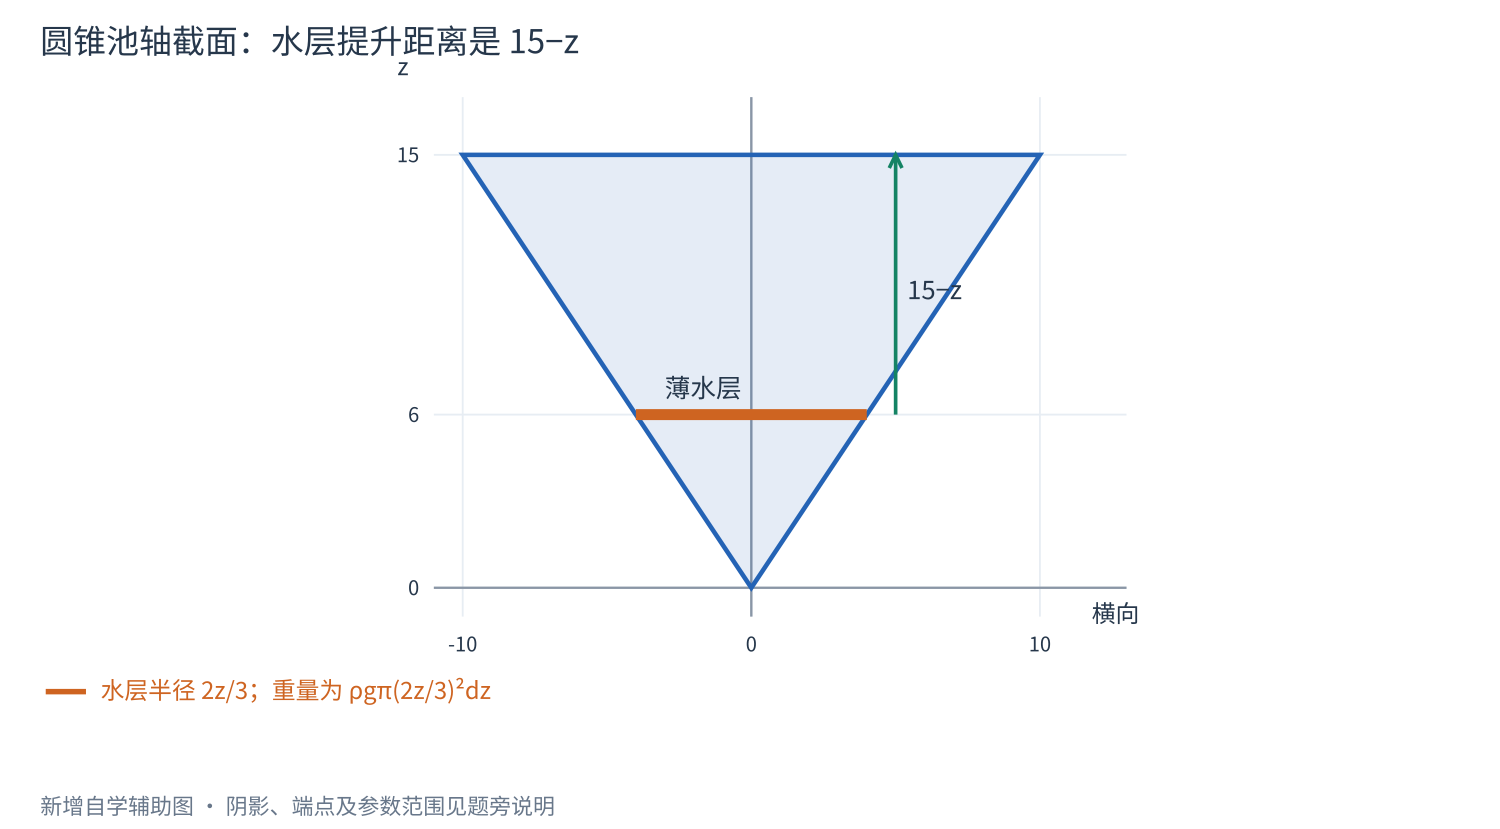 圆锥池轴截面：水层提升距离是 15−z
z
15
15−z
薄水层
6
0
横向
-10
0
10
水层半径 2z/3；重量为 ρgπ(2z/3)²dz
新增自学辅助图 · 阴影、端点及参数范围见题旁说明